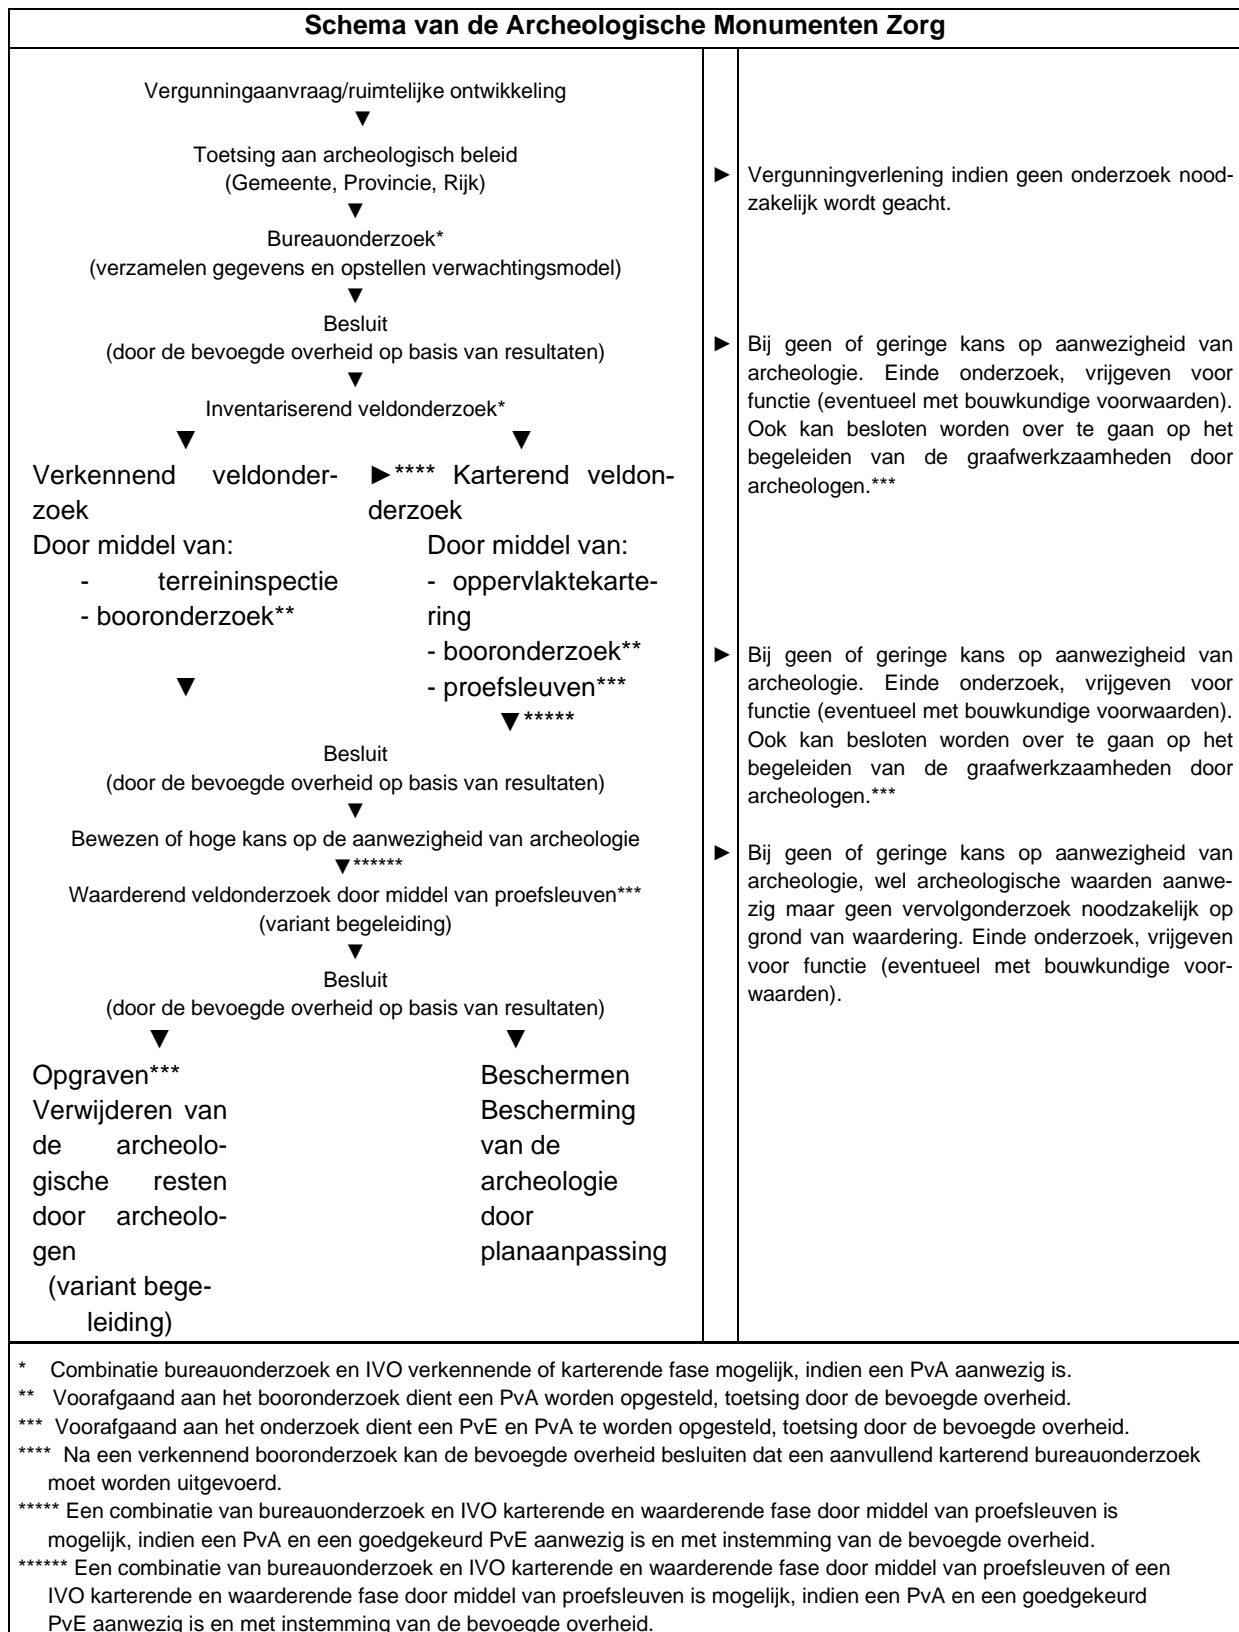 Schema van de Archeologische Monumenten Zorg
Vergunningaanvraag/ruimtelijke ontwikkeling
▼
Toetsing aan archeologisch beleid
(Gemeente, Provincie, Rijk)
▼
Bureauonderzoek*
(verzamelen gegevens en opstellen verwachtingsmodel)
▼
Besluit
(door de bevoegde overheid op basis van resultaten)
▼
Inventariserend veldonderzoek*
▼ ▼
Verkennend veldonder-
zoek
Door middel van:
- terreininspectie
- booronderzoek**
▼
►**** Karterend veldon-
derzoek
Door middel van:
- oppervlaktekarte-
ring
- booronderzoek**
- proefsleuven***
▼*****
Besluit
(door de bevoegde overheid op basis van resultaten)
▼
Bewezen of hoge kans op de aanwezigheid van archeologie
▼******
Waarderend veldonderzoek door middel van proefsleuven***
(variant begeleiding)
▼
Besluit
(door de bevoegde overheid op basis van resultaten)
▼ ▼
Opgraven***
Verwijderen van
de archeolo-
gische resten
door archeolo-
gen
(variant bege-
leiding)
Beschermen
Bescherming
van de
archeologie
door
planaanpassing
► Vergunningverlening indien geen onderzoek nood-
zakelijk wordt geacht.
► Bij geen of geringe kans op aanwezigheid van
archeologie. Einde onderzoek, vrijgeven voor
functie (eventueel met bouwkundige voorwaarden).
Ook kan besloten worden over te gaan op het
begeleiden van de graafwerkzaamheden door
archeologen.***
► Bij geen of geringe kans op aanwezigheid van
archeologie. Einde onderzoek, vrijgeven voor
functie (eventueel met bouwkundige voorwaarden).
Ook kan besloten worden over te gaan op het
begeleiden van de graafwerkzaamheden door
archeologen.***
► Bij geen of geringe kans op aanwezigheid van
archeologie, wel archeologische waarden aanwe-
zig maar geen vervolgonderzoek noodzakelijk op
grond van waardering. Einde onderzoek, vrijgeven
voor functie (eventueel met bouwkundige voor-
waarden).
* Combinatie bureauonderzoek en IVO verkennende of karterende fase mogelijk, indien een PvA aanwezig is.
** Voorafgaand aan het booronderzoek dient een PvA worden opgesteld, toetsing door de bevoegde overheid.
*** Voorafgaand aan het onderzoek dient een PvE en PvA te worden opgesteld, toetsing door de bevoegde overheid.
**** Na een verkennend booronderzoek kan de bevoegde overheid besluiten dat een aanvullend karterend bureauonderzoek
moet worden uitgevoerd.
***** Een combinatie van bureauonderzoek en IVO karterende en waarderende fase door middel van proefsleuven is
mogelijk, indien een PvA en een goedgekeurd PvE aanwezig is en met instemming van de bevoegde overheid.
****** Een combinatie van bureauonderzoek en IVO karterende en waarderende fase door middel van proefsleuven of een
IVO karterende en waarderende fase door middel van proefsleuven is mogelijk, indien een PvA en een goedgekeurd
PvE aanwezig is en met instemming van de bevoegde overheid.